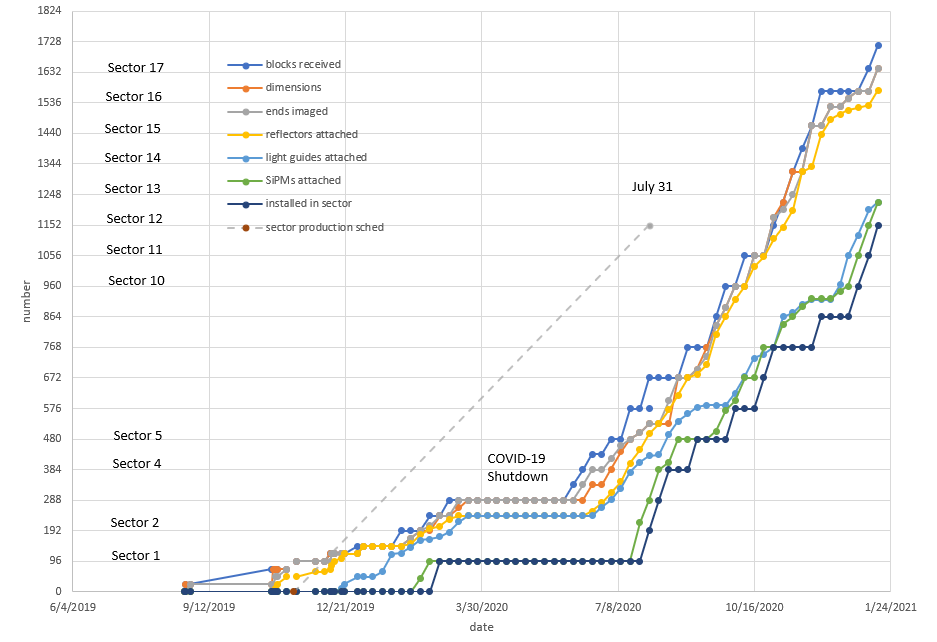 1824
1728
1632
1536
1440
1344
1248
1152
1056
960
864
768
672
576
480
384
288
192
96
0
number
Sector 17
Sector 16
Sector 15
Sector 14
Sector 13
Sector 12
Sector 11
Sector 10
Sector 5
Sector 4
Sector 2
Sector 1
blocks received
dimensions
ends imaged
reflectors attached
light guides attached
SiPMs attached
installed in sector
sector production sched
July 31
COVID-19
Shutdown
6/4/2019 9/12/2019 12/21/2019 3/30/2020 7/8/2020 10/16/2020 1/24/2021
date